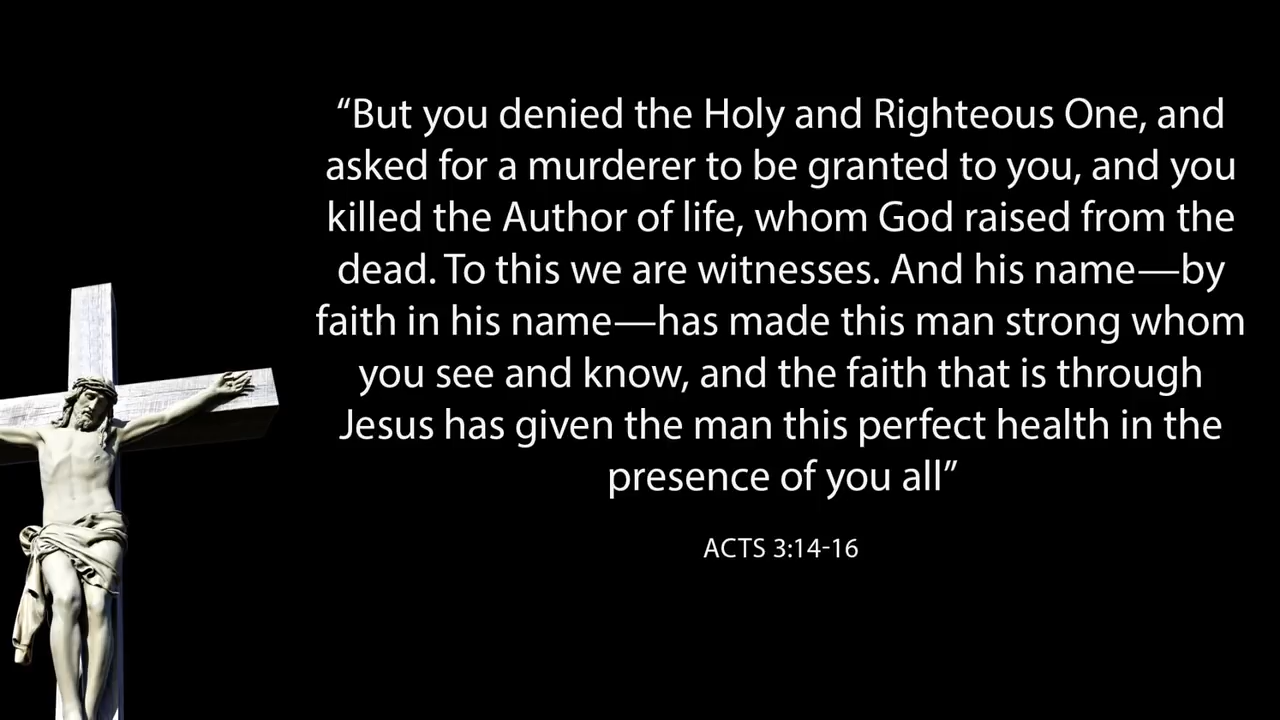 “But you denied the Holy and Righteous One, and
asked for a murderer to be granted to you, and you
killed the Author of life, whom God raised from the
dead. To this we are witnesses. And his name—by
faith in his name—has made this man strong whom
you see and know, and the faith that is through
Jesus has given the man this perfect health in the
presence of you all”
ACTS 3:14-16